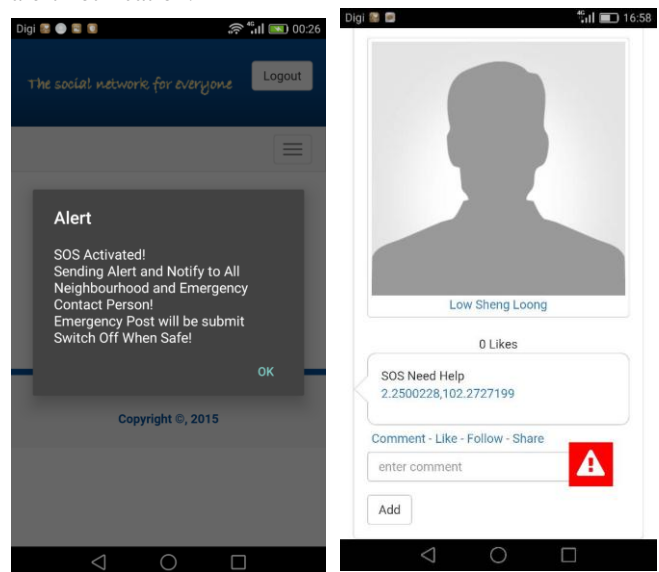 Digi 4G 00:26
The social network for everyone
Logout
Alert
SOS Activated!
Sending Alert and Notify to All
Neighbourhood and Emergency
Contact Person!
Emergency Post will be submit
Switch Off When Safe!
OK
Copyright ©, 2015
Digi 4G 16:58
Low Sheng Loong
0 Likes
SOS Need Help
2.2500228,102.2727199
Comment - Like - Follow - Share
enter comment
Add